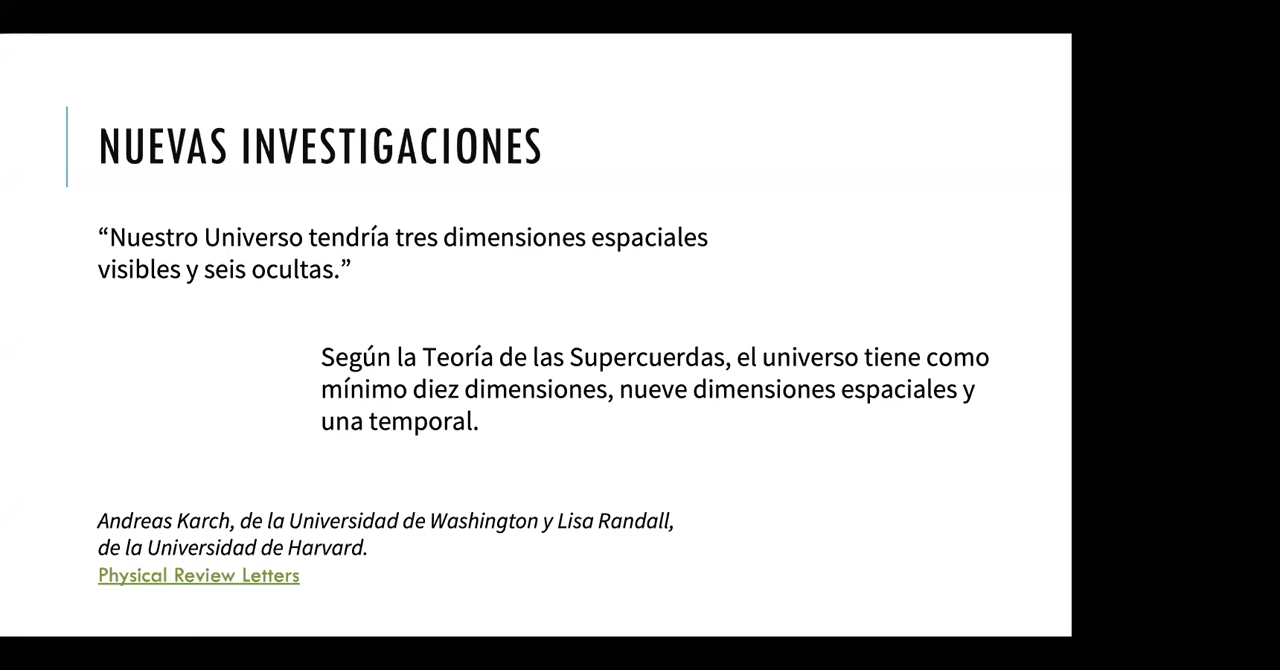 NUEVAS INVESTIGACIONES
“Nuestro Universo tendría tres dimensiones espaciales
visibles y seis ocultas.”
Según la Teoría de las Supercuerdas, el universo tiene como
mínimo diez dimensiones, nueve dimensiones espaciales y
una temporal.
Andreas Karch, de la Universidad de Washington y Lisa Randall,
de la Universidad de Harvard.
Physical Review Letters